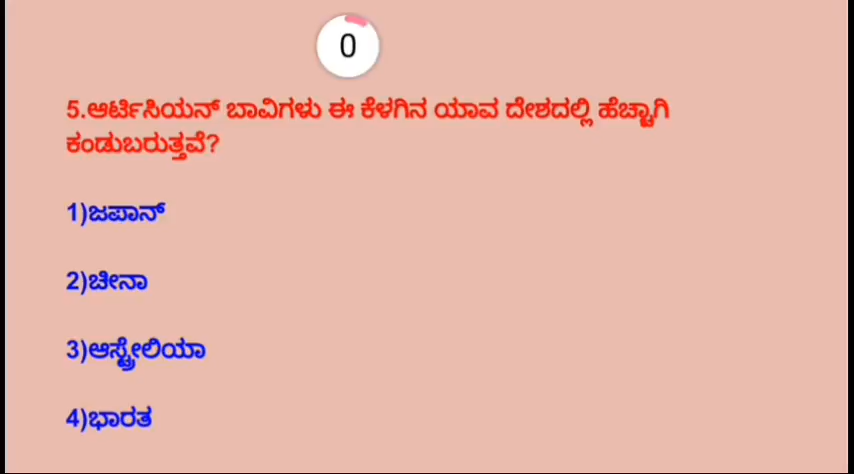 0
5.ಆರ್ಟಿಸಿಯನ್ ಬಾವಿಗಳು ಈ ಕೆಳಗಿನ ಯಾವ ದೇಶದಲ್ಲಿ ಹೆಚ್ಚಾಗಿ
ಕಂಡುಬರುತ್ತವೆ?
1)ಜಪಾನ್
2)ಚೀನಾ
3)ಆಸ್ಟ್ರೇಲಿಯಾ
4)ಭಾರತ